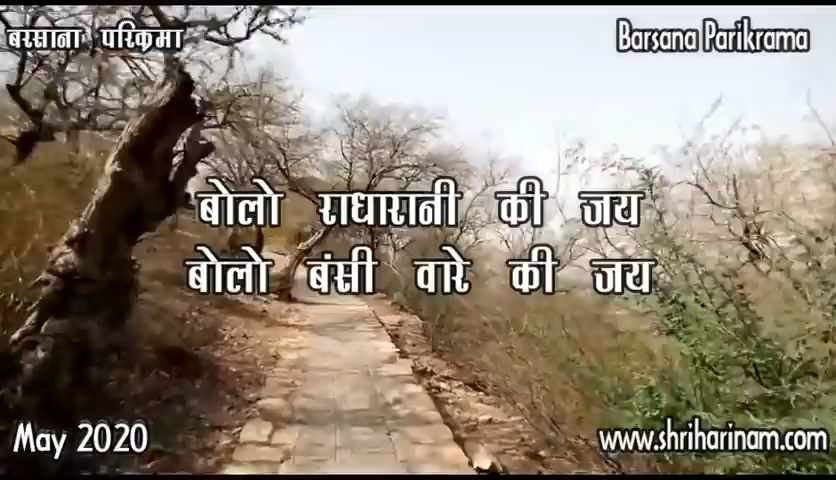 बरसाना परिक्रमा
Barsana Parikrama
बोलो राधारानी की जय
बोलो बंसी वारे की जय
May 2020
www.shriharinam.com